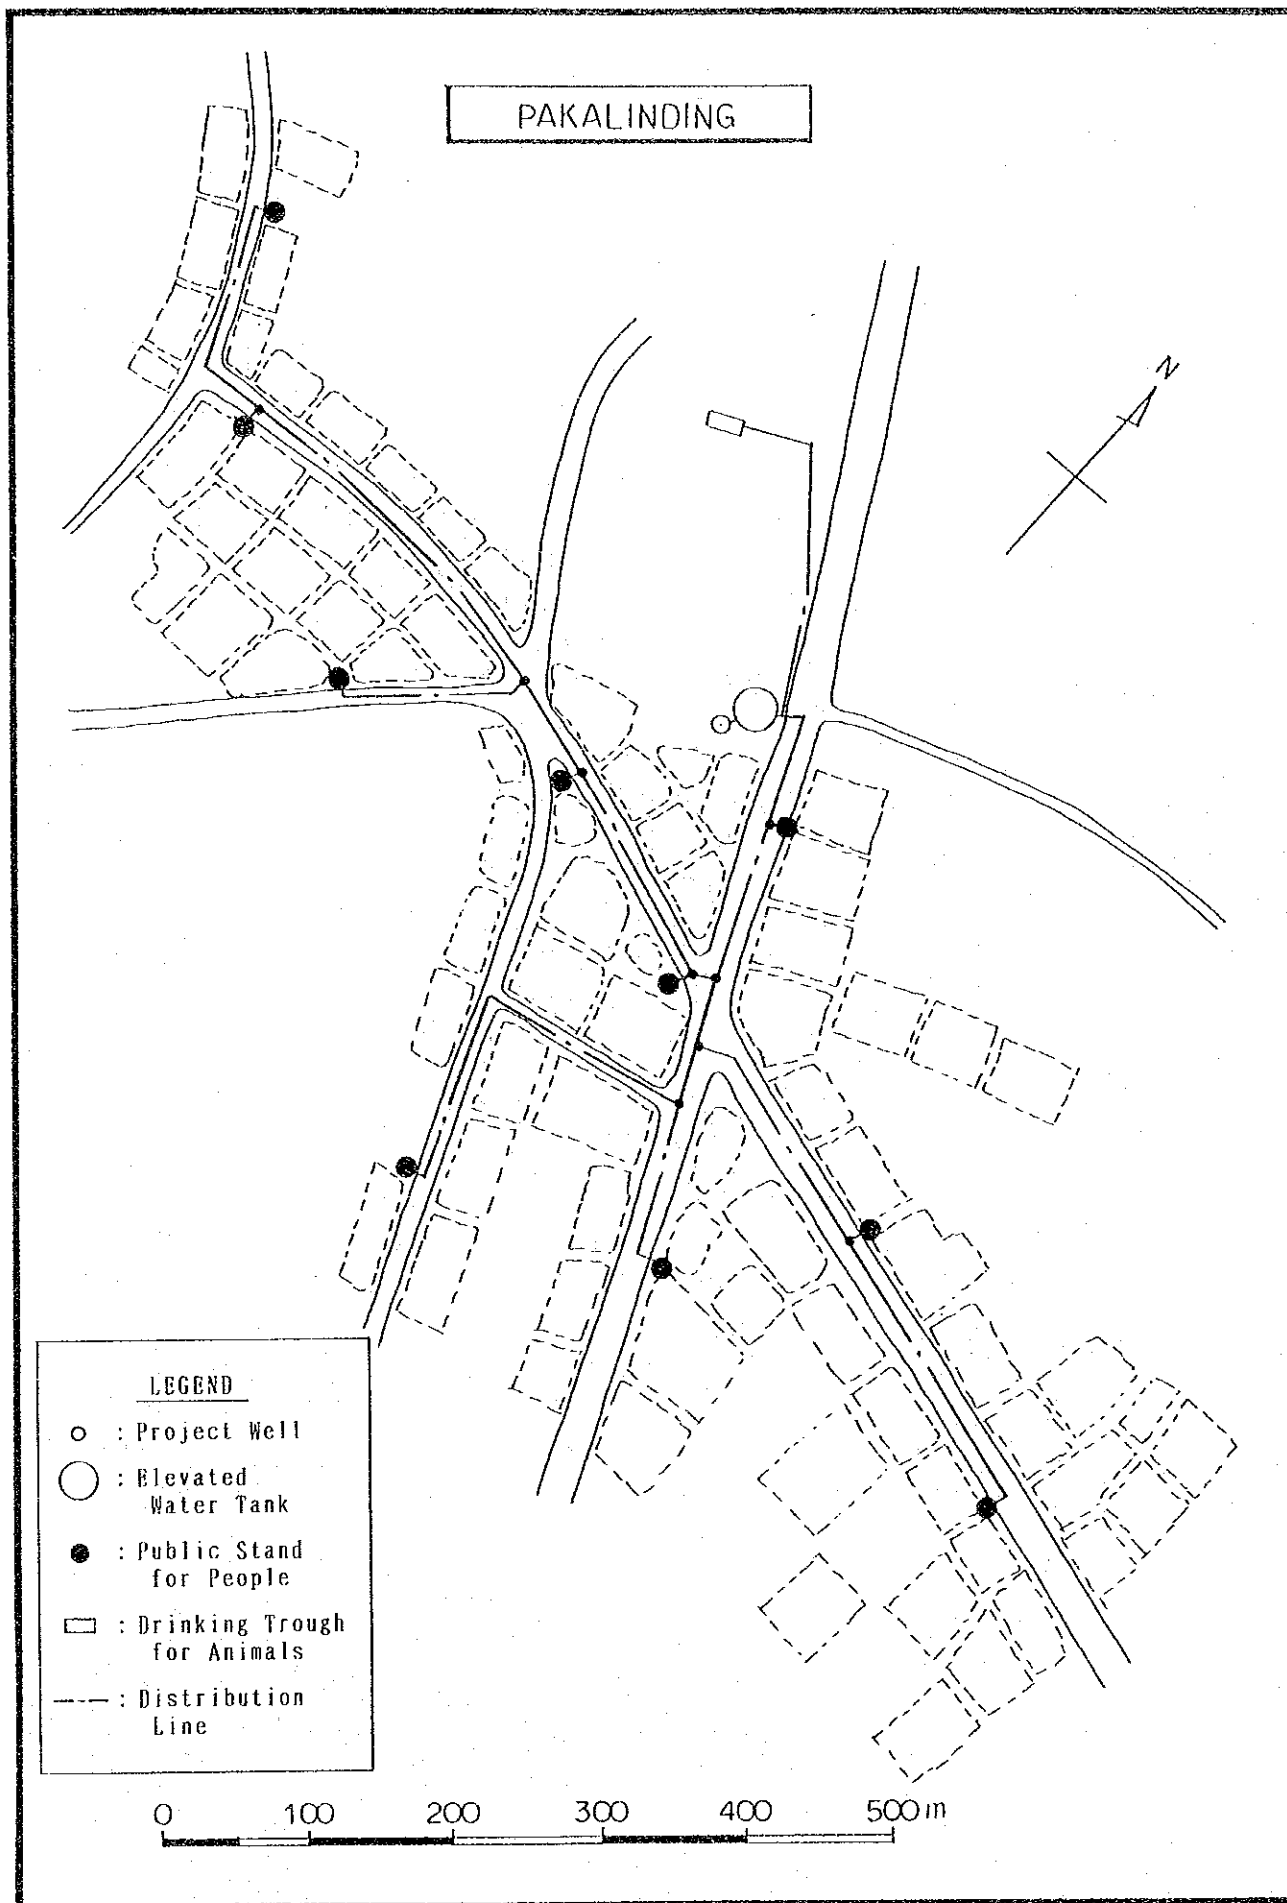 PAKALINDING
N
LEGEND
: Project Well
: Elevated
Water Tank
: Public Stand
for People
: Drinking Trough
for Animals
: Distribution
Line
0 100 200 300 400 500 m